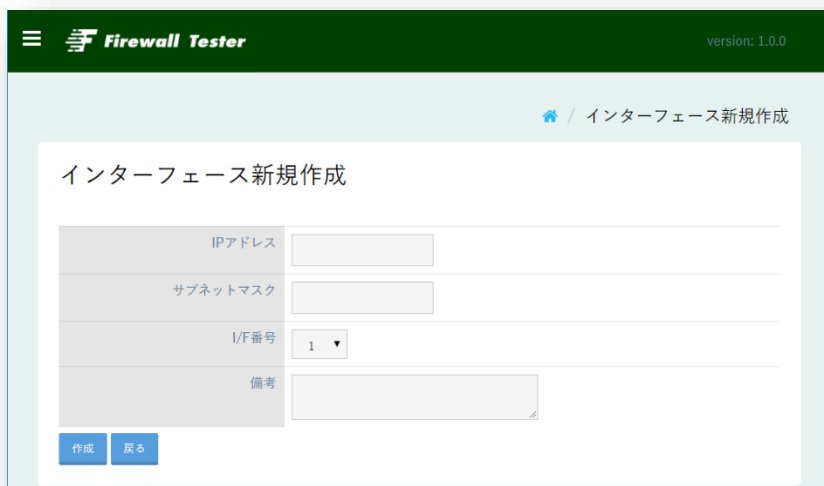 Firewall Tester
version: 1.0.0
/ インターフェース新規作成
インターフェース新規作成
IPアドレス
サブネットマスク
I/F番号
1
備考
作成 戻る